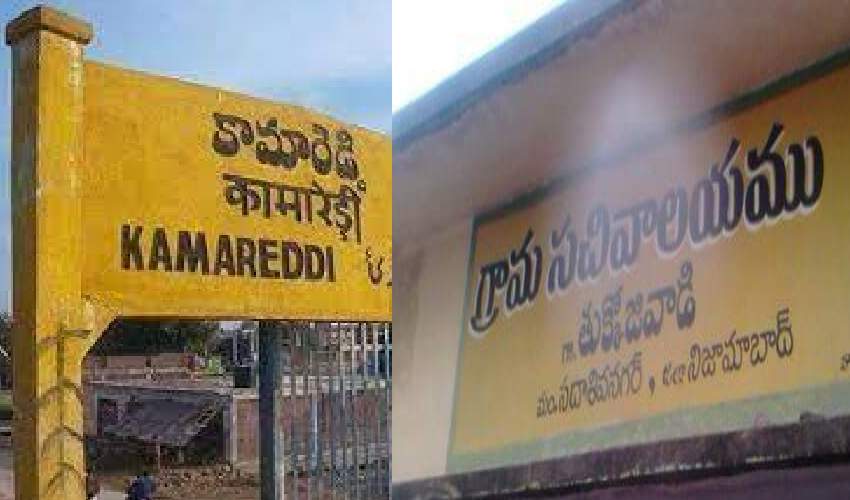 కామారెడ్డి
कामारेड्डी
KAMAREDDI
గ్రామ సచివాలయము
గ్రా. తుక్కోజివాడి
మం. సదాశివనగర్, జిల్లా నిజామాబాద్